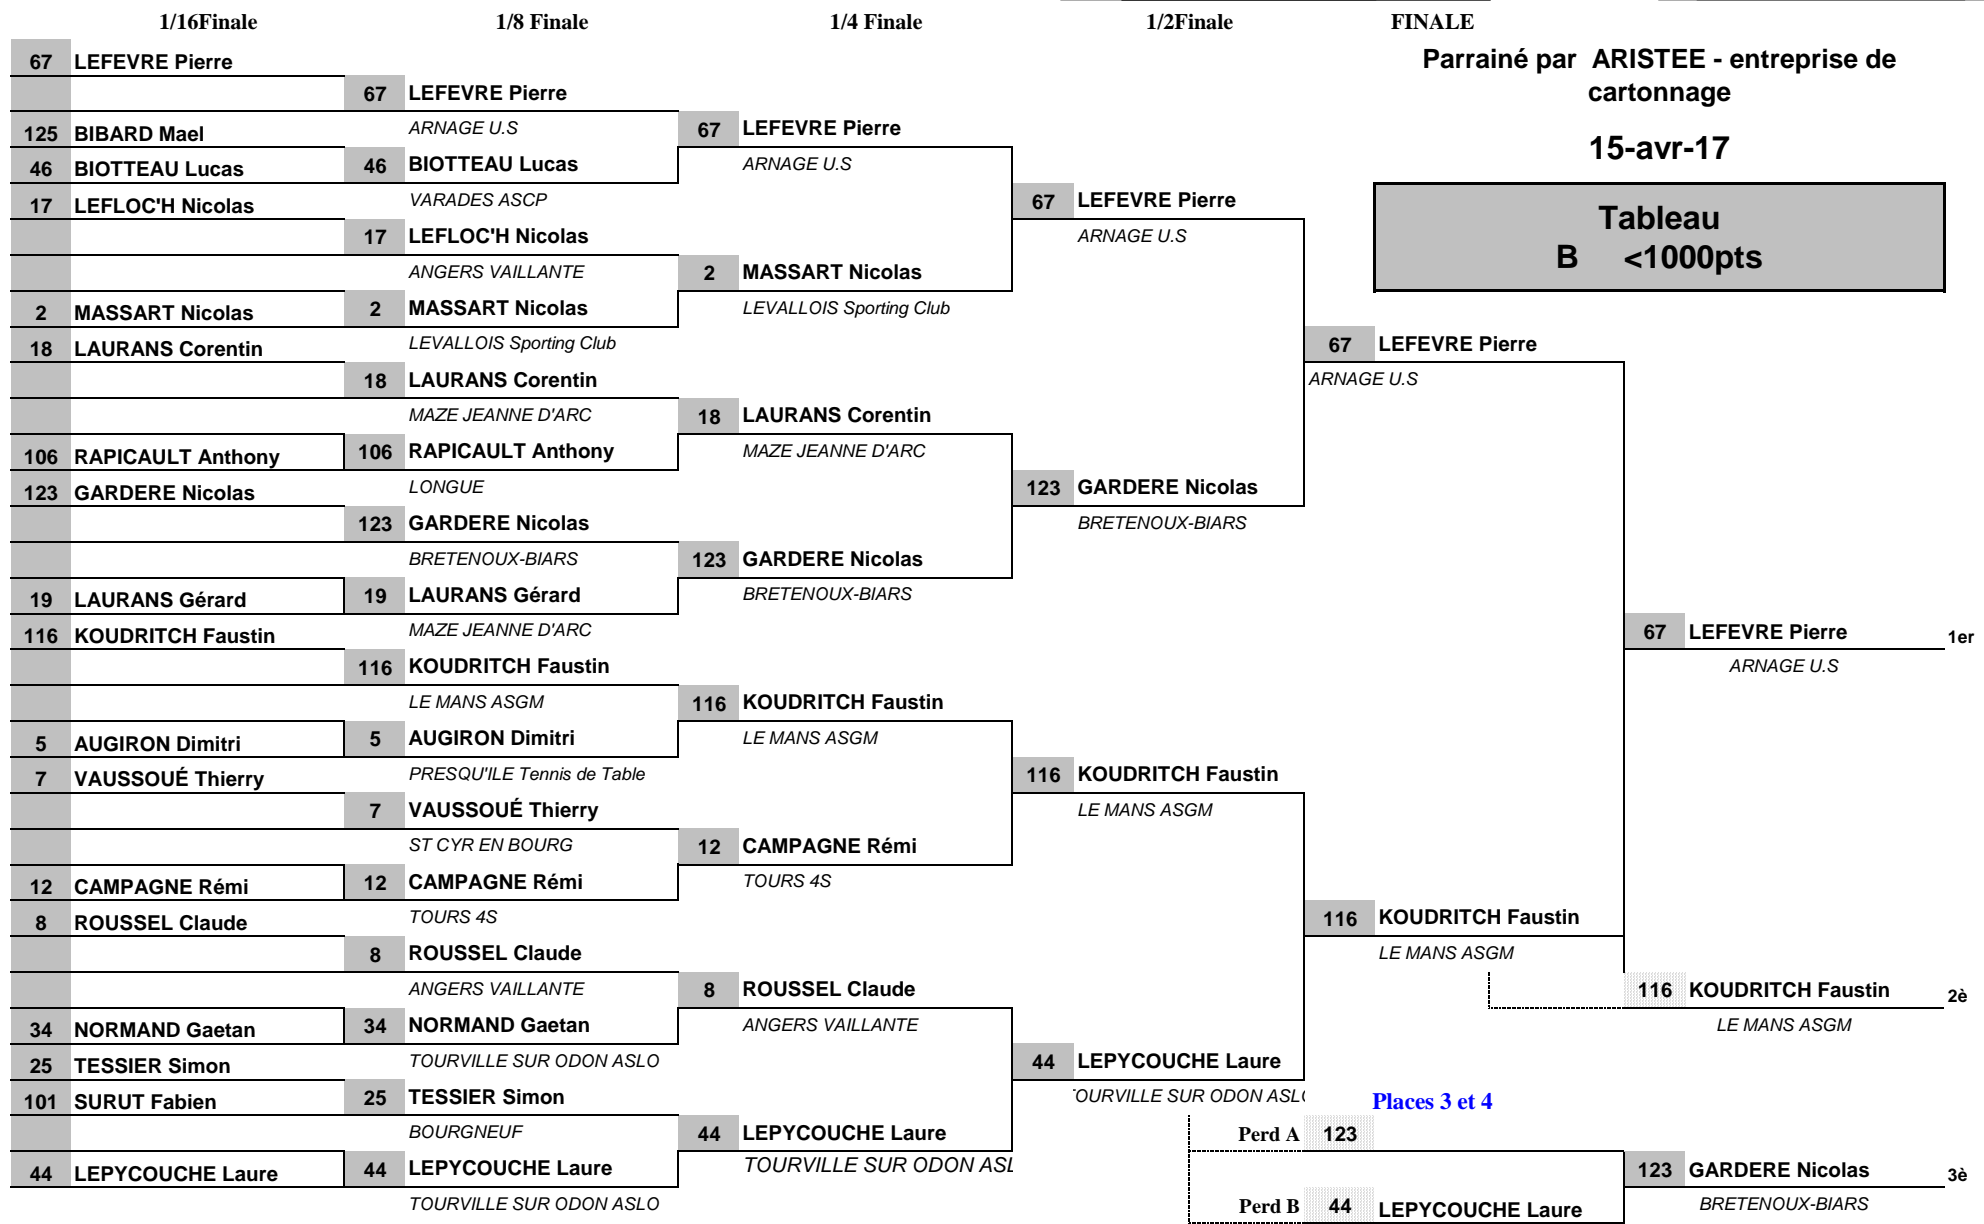 1/16Finale 1/8 Finale 1/4 Finale 1/2Finale FINALE
67 LEFEVRE Pierre
Parrainé par ARISTEE - entreprise de
cartonnage
67 LEFEVRE Pierre
125 BIBARD Mael
ARNAGE U.S
67 LEFEVRE Pierre
15-avr-17
46 BIOTTEAU Lucas
46 BIOTTEAU Lucas
ARNAGE U.S
17 LEFLOC'H Nicolas
VARADES ASCP
67 LEFEVRE Pierre
Tableau
B <1000pts
17 LEFLOC'H Nicolas
ARNAGE U.S
ANGERS VAILLANTE
2 MASSART Nicolas
2 MASSART Nicolas
2 MASSART Nicolas
LEVALLOIS Sporting Club
18 LAURANS Corentin
LEVALLOIS Sporting Club
67 LEFEVRE Pierre
18 LAURANS Corentin
ARNAGE U.S
MAZE JEANNE D'ARC
18 LAURANS Corentin
106 RAPICAULT Anthony
106 RAPICAULT Anthony
MAZE JEANNE D'ARC
123 GARDERE Nicolas
LONGUE
123 GARDERE Nicolas
123 GARDERE Nicolas
BRETENOUX-BIARS
BRETENOUX-BIARS
123 GARDERE Nicolas
19 LAURANS Gérard
19 LAURANS Gérard
BRETENOUX-BIARS
116 KOUDRITCH Faustin
MAZE JEANNE D'ARC
67 LEFEVRE Pierre 1er
116 KOUDRITCH Faustin
ARNAGE U.S
LE MANS ASGM
116 KOUDRITCH Faustin
5 AUGIRON Dimitri
5 AUGIRON Dimitri
LE MANS ASGM
7 VAUSSOUÉ Thierry
PRESQU'ILE Tennis de Table
116 KOUDRITCH Faustin
7 VAUSSOUÉ Thierry
LE MANS ASGM
ST CYR EN BOURG
12 CAMPAGNE Rémi
12 CAMPAGNE Rémi
12 CAMPAGNE Rémi
TOURS 4S
8 ROUSSEL Claude
TOURS 4S
116 KOUDRITCH Faustin
8 ROUSSEL Claude
LE MANS ASGM
ANGERS VAILLANTE
8 ROUSSEL Claude
116 KOUDRITCH Faustin 2è
34 NORMAND Gaetan
34 NORMAND Gaetan
ANGERS VAILLANTE
LE MANS ASGM
25 TESSIER Simon
TOURVILLE SUR ODON ASLO
44 LEPYCOUCHE Laure
101 SURUT Fabien
25 TESSIER Simon
OURVILLE SUR ODON ASL
Places 3 et 4
BOURGNEUF
44 LEPYCOUCHE Laure
Perd A 123
44 LEPYCOUCHE Laure
44 LEPYCOUCHE Laure
TOURVILLE SUR ODON ASL
123 GARDERE Nicolas 3è
TOURVILLE SUR ODON ASLO
Perd B 44 LEPYCOUCHE Laure
BRETENOUX-BIARS